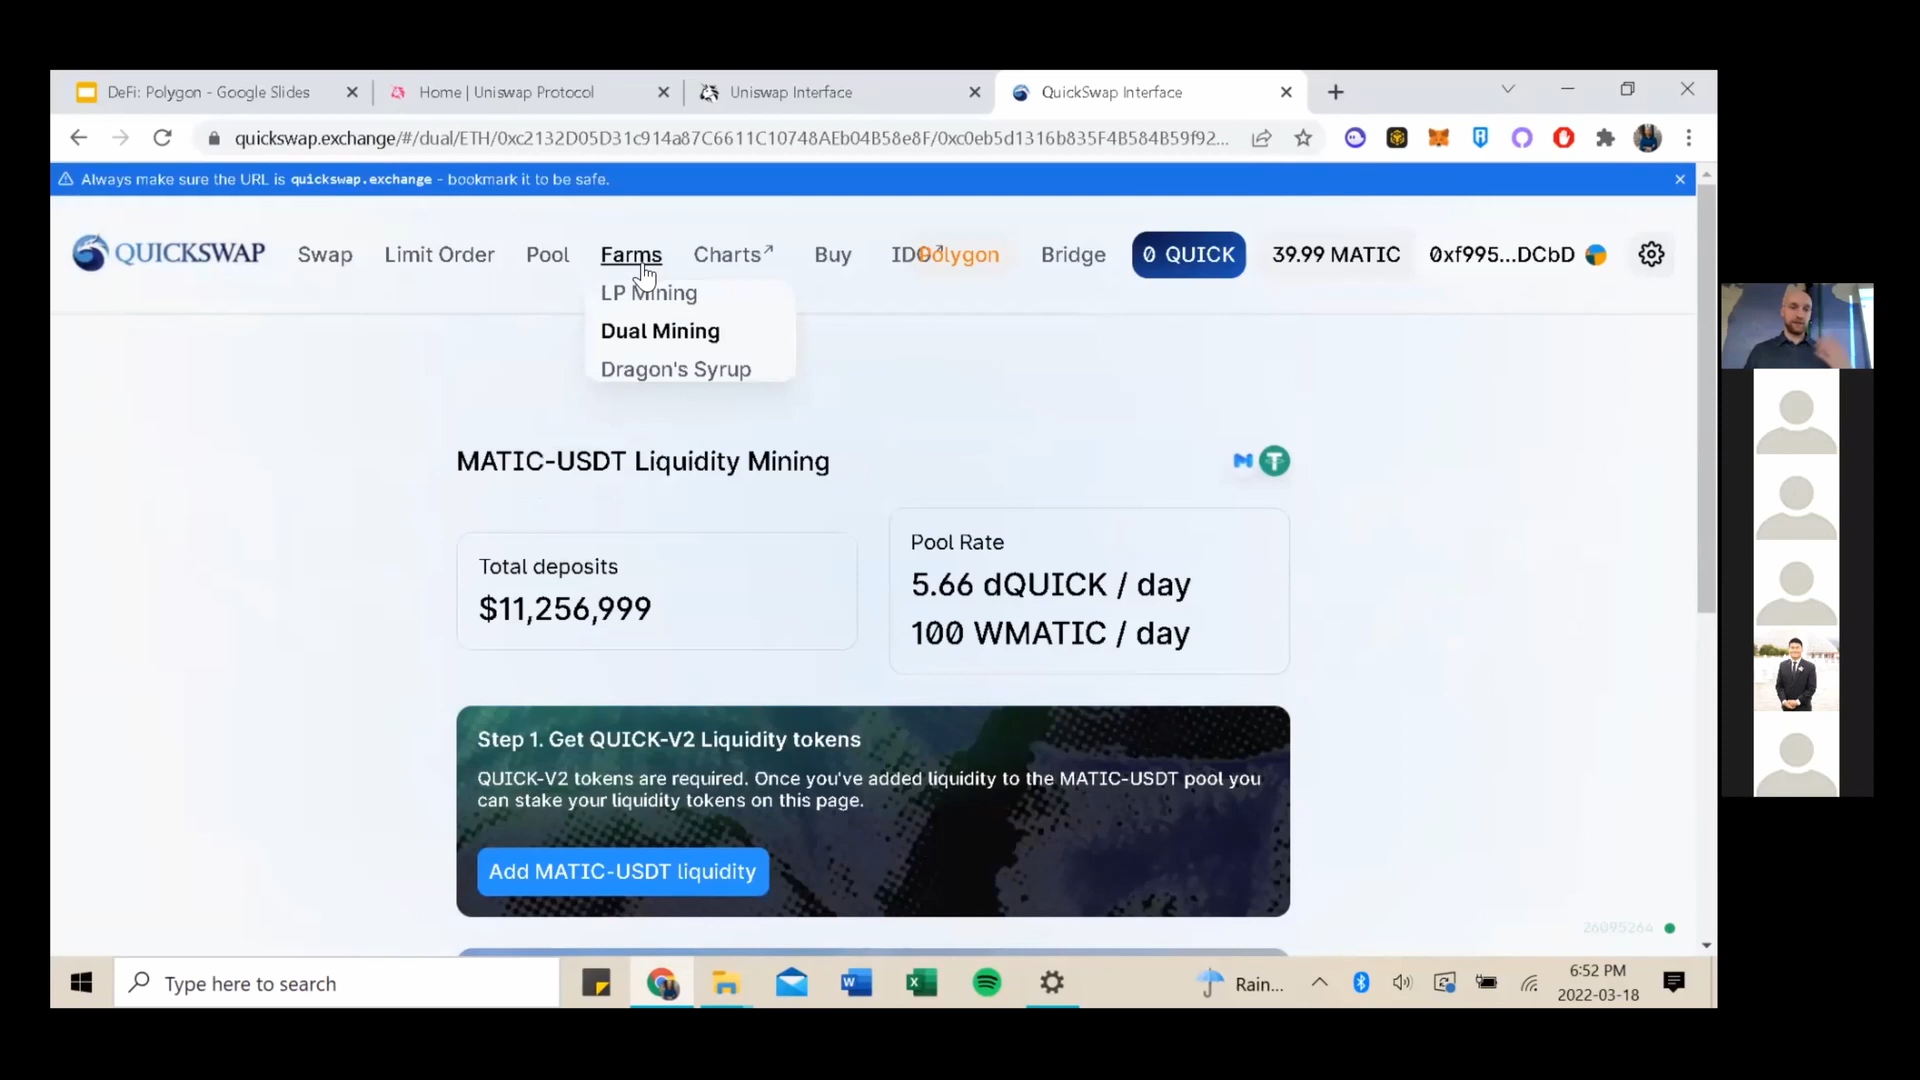 DeFi: Polygon - Google Slides
Home | Uniswap Protocol
Uniswap Interface
QuickSwap Interface
quickswap.exchange/#/dual/ETH/0xc2132D05D31c914a87C6611C10748AEb04B58e8F/0xc0eb5d1316b835F4B584B59f92...
Always make sure the URL is quickswap.exchange - bookmark it to be safe.
QUICKSWAP
Swap
Limit Order
Pool
Farms
Charts↗
Buy
IDO↗
Polygon
Bridge
0 QUICK
39.99 MATIC
0xf995...DCbD
LP Mining
Dual Mining
Dragon's Syrup
MATIC-USDT Liquidity Mining
Total deposits
$11,256,999
Pool Rate
5.66 dQUICK / day
100 WMATIC / day
Step 1. Get QUICK-V2 Liquidity tokens
QUICK-V2 tokens are required. Once you've added liquidity to the MATIC-USDT pool you
can stake your liquidity tokens on this page.
Add MATIC-USDT liquidity
26095264
Type here to search
Rain...
6:52 PM
2022-03-18